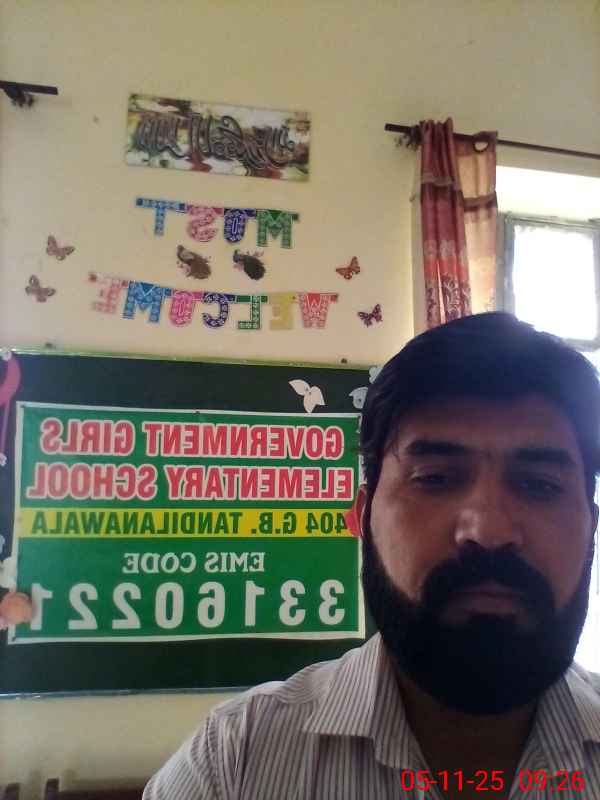 MOST
WELCOME
GOVERNMENT GIRLS
ELEMENTARY SCHOOL
404 G.B. TANDILANAWALA
EMIS CODE
33160221
05-11-25 09:26